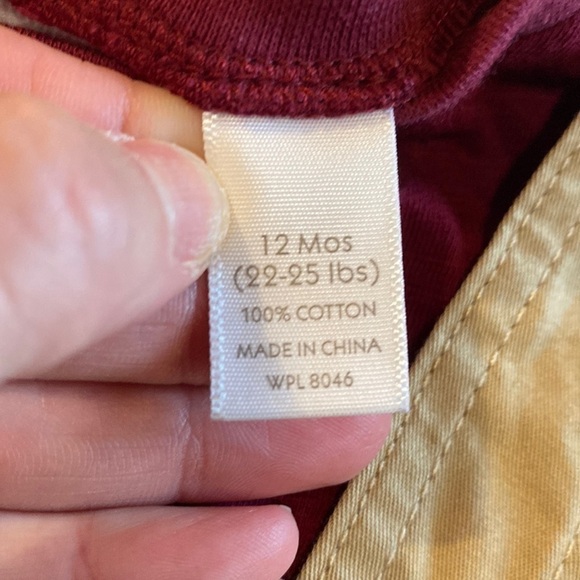 12 Mos
(22-25 lbs)
100% COTTON
MADE IN CHINA
WPL 8046